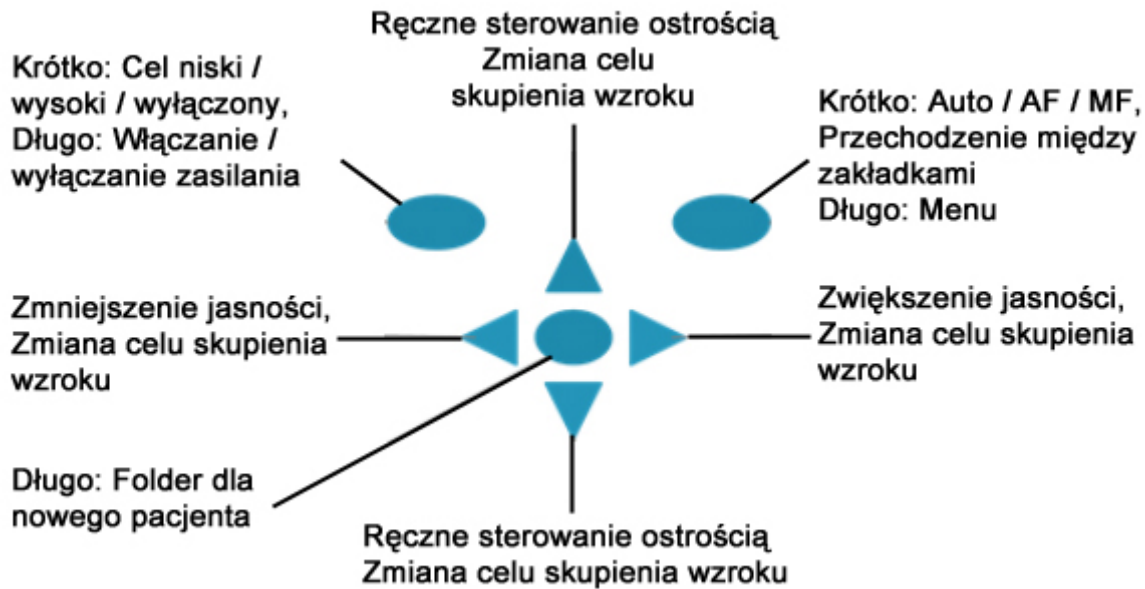 Ręczne sterowanie ostrością
Zmiana celu
skupienia wzroku
Krótko: Cel niski /
wysoki / wyłączony,
Długo: Włączanie /
wyłączanie zasilania
Krótko: Auto / AF / MF,
Przechodzenie między
zakładkami
Długo: Menu
Zmniejszenie jasności,
Zmiana celu skupienia
wzroku
Zwiększenie jasności,
Zmiana celu skupienia
wzroku
Długo: Folder dla
nowego pacjenta
Ręczne sterowanie ostrością
Zmiana celu skupienia wzroku